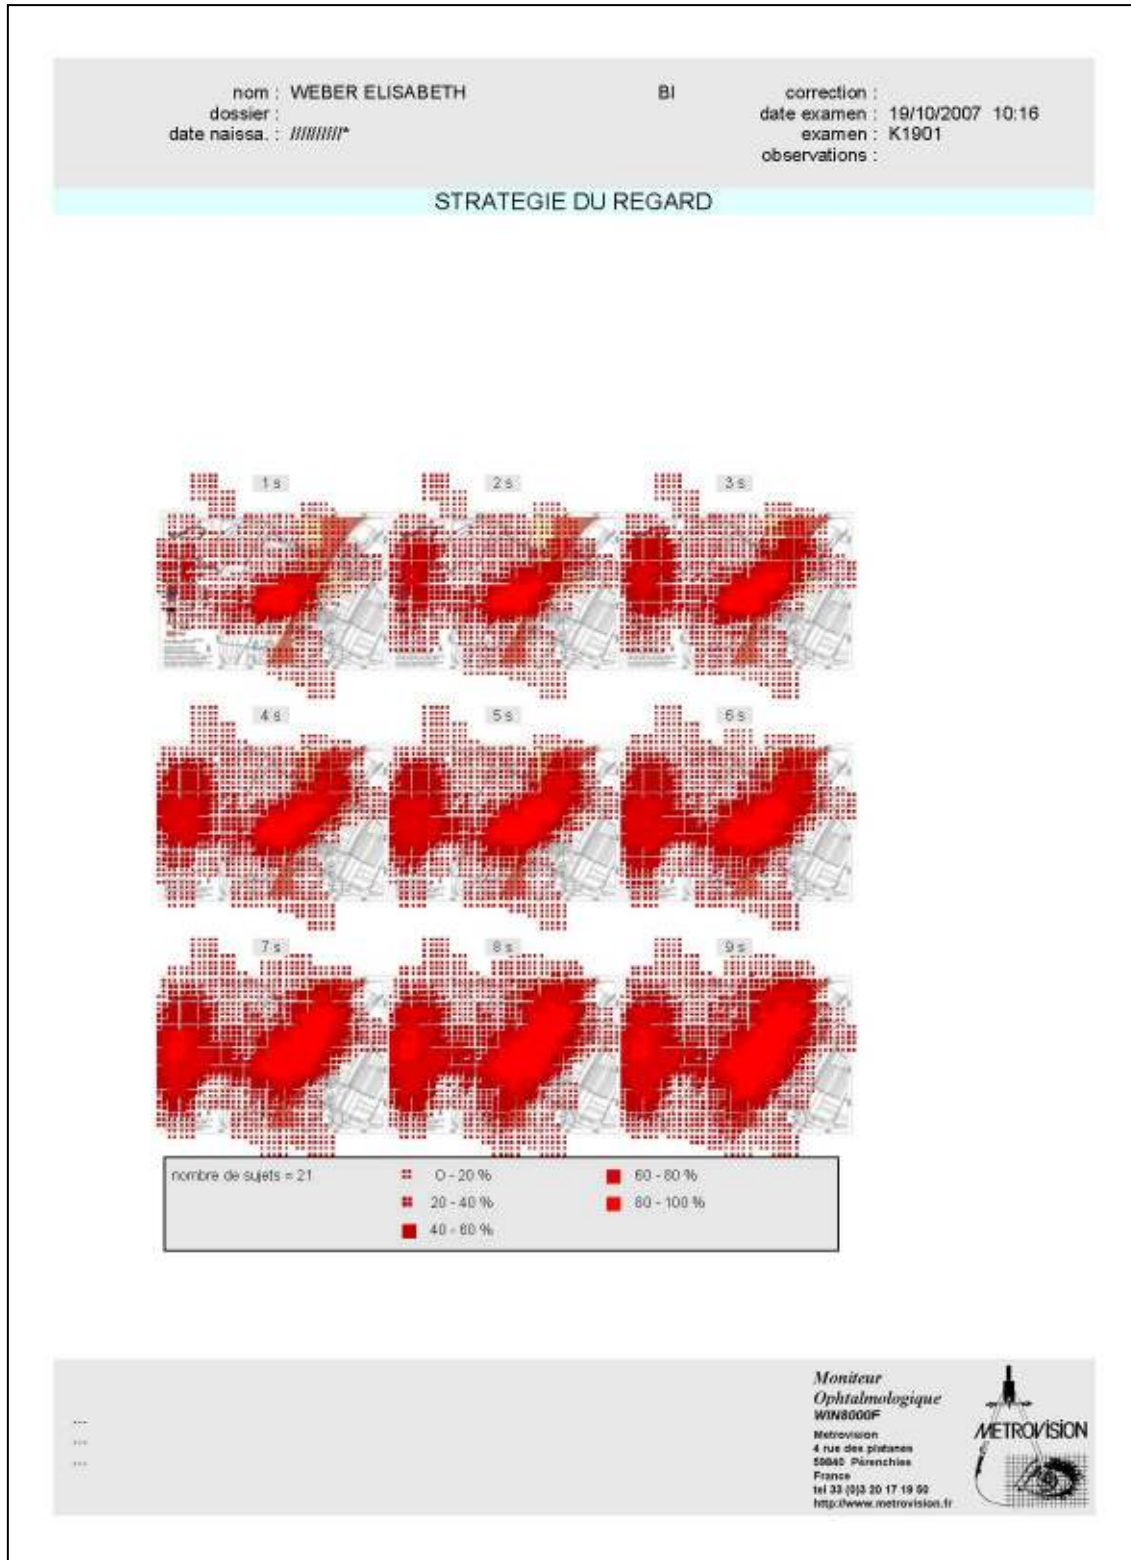 nom : WEBER ELISABETH
BI
correction :
dossier :
date examen : 19/10/2007 10:16
date naissa. : //////////*
examen : K1901
observations :
STRATEGIE DU REGARD
1 s
2 s
3 s
4 s
5 s
6 s
7 s
8 s
9 s
nombre de sujets = 21
0 - 20 %
60 - 80 %
20 - 40 %
80 - 100 %
40 - 60 %
Moniteur
Ophtalmologique
WIN8000F
Metrovision
4 rue des platanes
59840 Pérenchies
France
tel 33 (0)3 20 17 19 50
http://www.metrovision.fr
METROVISION
---
---
---